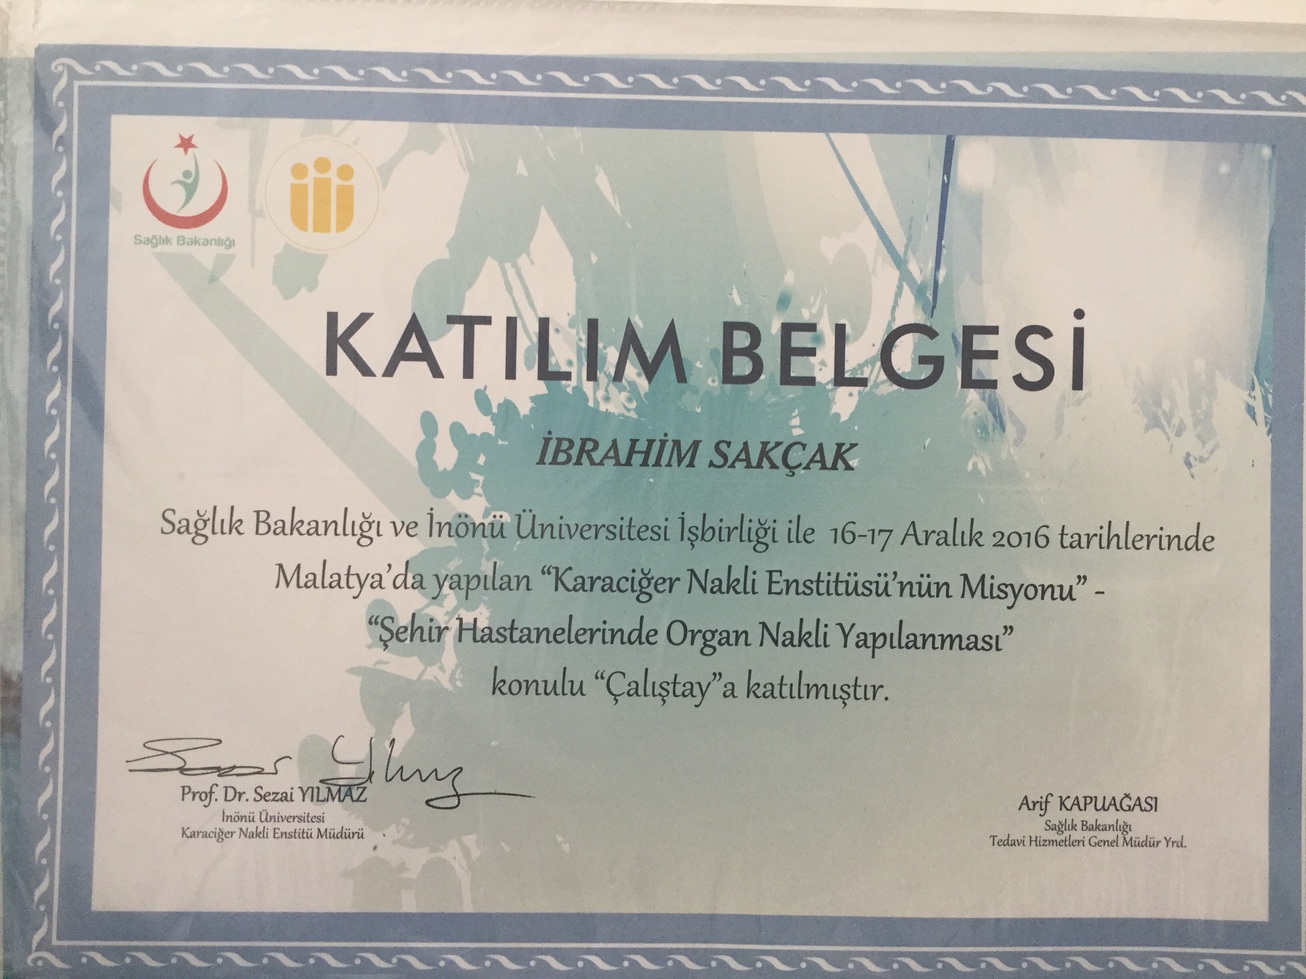 Sağlık Bakanlığı
KATILIM BELGESİ
İBRAHİM SAKÇAK
Sağlık Bakanlığı ve İnönü Üniversitesi İşbirliği ile 16-17 Aralık 2016 tarihlerinde
Malatya’da yapılan “Karaciğer Nakli Enstitüsü’nün Misyonu” -
“Şehir Hastanelerinde Organ Nakli Yapılanması”
konulu “Çalıştay”a katılmıştır.
Sezai Yılmaz
Prof. Dr. Sezai YILMAZ
İnönü Üniversitesi
Karaciğer Nakli Enstitü Müdürü
Arif KAPUAĞASI
Sağlık Bakanlığı
Tedavi Hizmetleri Genel Müdür Yrd.